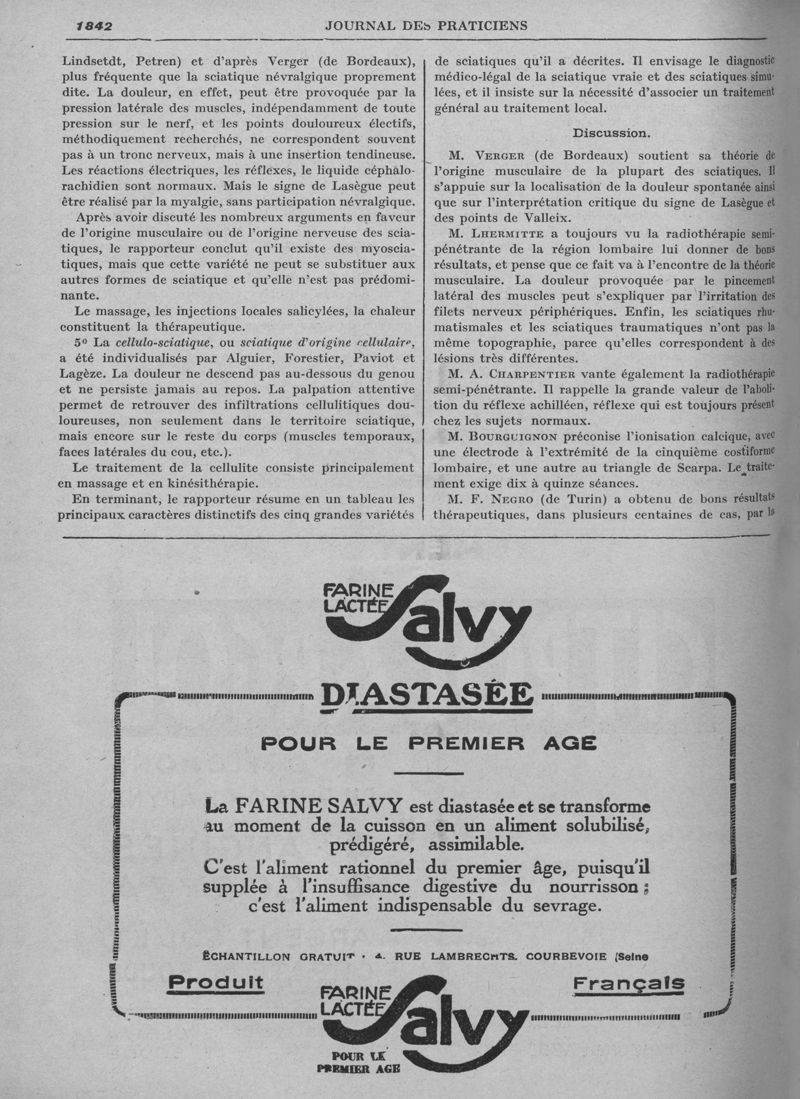 1842
JOURNAL DES PRATICIENS
Lindsetdt, Petren) et d'après Verger (de Bordeaux),
plus fréquente que la sciatique névralgique proprement
dite. La douleur, en effet, peut être provoquée par la
pression latérale des muscles, indépendamment de toute
pression sur le nerf, et les points douloureux électifs,
méthodiquement recherchés, ne correspondent souvent
pas à un tronc nerveux, mais à une insertion tendineuse.
Les réactions électriques, les réflexes, le liquide céphalo-
rachidien sont normaux. Mais le signe de Lasègue peut
être réalisé par la myalgie, sans participation névralgique.
Après avoir discuté les nombreux arguments en faveur
de l'origine musculaire ou de l'origine nerveuse des scia-
tiques, le rapporteur conclut qu'il existe des myoscia-
tiques, mais que cette variété ne peut se substituer aux
autres formes de sciatique et qu'elle n'est pas prédomi-
nante.
Le massage, les injections locales salicylées, la chaleur
constituent la thérapeutique.
5º La cellulo-sciatique, ou sciatique d'origine cellulaire,
a été individualisés par Alguier, Forestier, Paviot et
Lagèze. La douleur ne descend pas au-dessous du genou
et ne persiste jamais au repos. La palpation attentive
permet de retrouver des infiltrations cellulitiques dou-
loureuses, non seulement dans le territoire sciatique,
mais encore sur le reste du corps (muscles temporaux,
faces latérales du cou, etc.).
Le traitement de la cellulite consiste principalement
en massage et en kinésithérapie.
En terminant, le rapporteur résume en un tableau les
principaux caractères distinctifs des cinq grandes variétés
de sciatiques qu'il a décrites. Il envisage le diagnostic
médico-légal de la sciatique vraie et des sciatiques simu-
lées, et il insiste sur la nécessité d'associer un traitement
général au traitement local.
Discussion.
M. VERGER (de Bordeaux) soutient sa théorie de
l'origine musculaire de la plupart des sciatiques. Il
s'appuie sur la localisation de la douleur spontanée ainsi
que sur l'interprétation critique du signe de Lasègue et
des points de Valleix.
M. LHERMITTE a toujours vu la radiothérapie semi-
pénétrante de la région lombaire lui donner de bons
résultats, et pense que ce fait va à l'encontre de la théorie
musculaire. La douleur provoquée par le pincement
latéral des muscles peut s'expliquer par l'irritation des
filets nerveux périphériques. Enfin, les sciatiques rhu-
matismales et les sciatiques traumatiques n'ont pas la
même topographie, parce qu'elles correspondent à des
lésions très différentes.
M. A. CHARPENTIER vante également la radiothérapie
semi-pénétrante. Il rappelle la grande valeur de l'aboli-
tion du réflexe achilléen, réflexe qui est toujours présent
chez les sujets normaux.
M. BOURGUIGNON préconise l'ionisation calcique, avec
une électrode à l'extrémité de la cinquième costiforme
lombaire, et une autre au triangle de Scarpa. Le traite-
ment exige dix à quinze séances.
M. F. NEGRO (de Turin) a obtenu de bons résultats
thérapeutiques, dans plusieurs centaines de cas, par la
FARINE
LACTÉE
Salvy
DIASTASÉE
POUR LE PREMIER AGE
La FARINE SALVY est diastasée et se transforme
au moment de la cuisson en un aliment solubilisé,
prédigéré, assimilable.
C'est l'aliment rationnel du premier âge, puisqu'il
supplée à l'insuffisance digestive du nourrisson ;
c'est l'aliment indispensable du sevrage.
ÉCHANTILLON GRATUIT • 4. RUE LAMBRECHTS. COURBEVOIE (Seine
Produit
Français
FARINE
LACTÉE
Salvy
POUR LE
PREMIER AGE